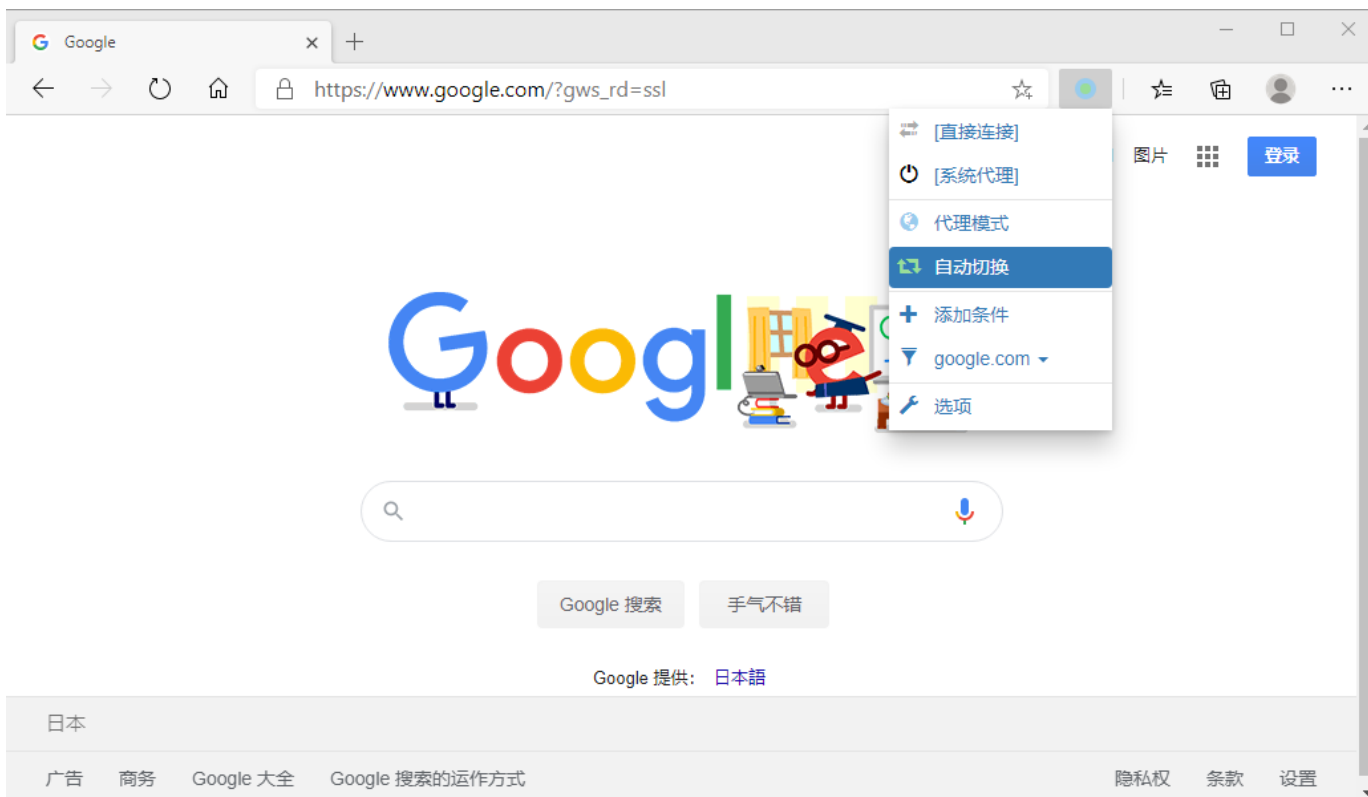 Google
https://www.google.com/?gws_rd=ssl
[直接连接]
图片
登录
[系统代理]
代理模式
自动切换
添加条件
google.com
选项
Google
Google 搜索
手气不错
Google 提供： 日本語
日本
广告 商务 Google 大全 Google 搜索的运作方式 隐私权 条款 设置